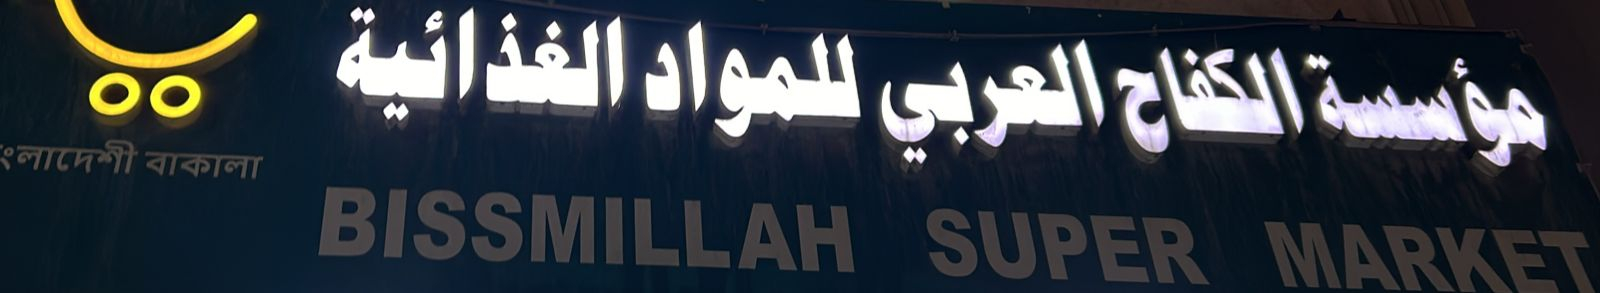 مؤسسة الكفاح العربي للمواد الغذائية
বাকালা
BISSMILLAH SUPER MARKET